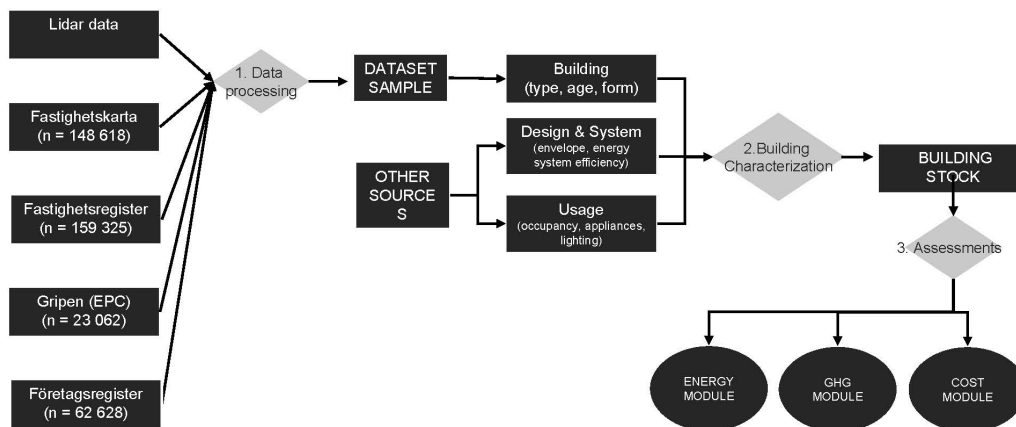 Lidar data
Fastighetskarta
(n = 148 618)
Fastighetsregister
(n = 159 325)
Gripen (EPC)
(n = 23 062)
Företagsregister
(n = 62 628)
1. Data
processing
DATASET
SAMPLE
OTHER
SOURCE
S
Building
(type, age, form)
Design & System
(envelope, energy
system efficiency)
Usage
(occupancy, appliances,
lighting)
2.Building
Characterization
BUILDING
STOCK
3. Assessments
ENERGY
MODULE
GHG
MODULE
COST
MODULE